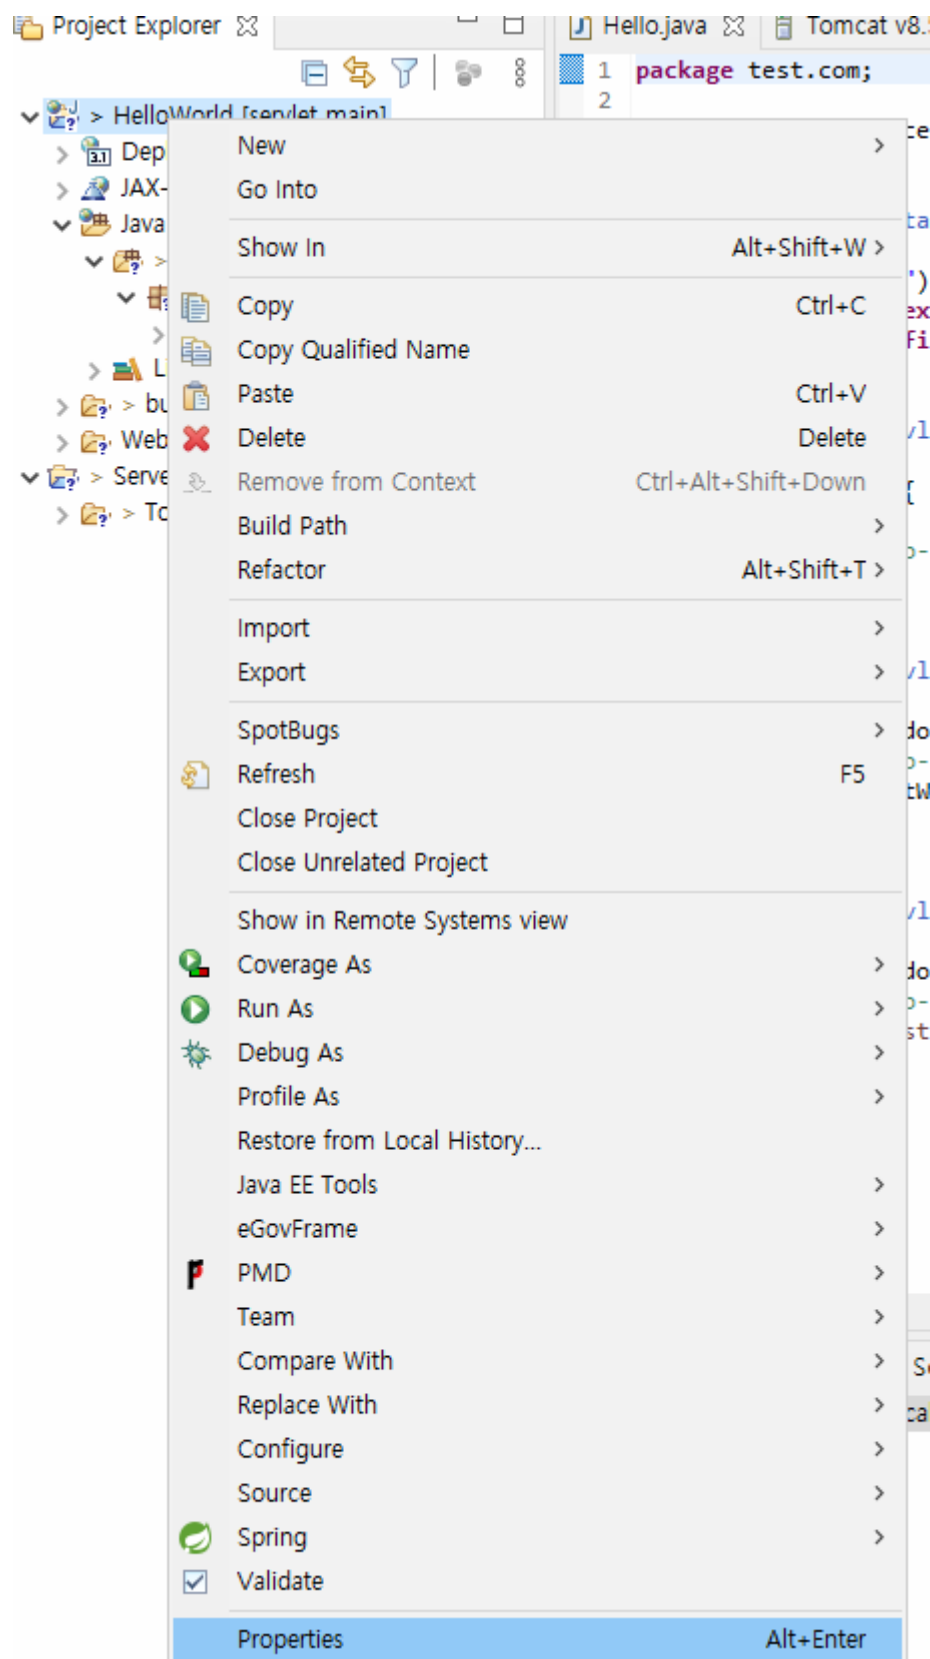 Project Explorer
Hello.java
Tomcat v8.
1 package test.com;
2
> HelloWorld [servlet main]
Dep
JAX-
Java
>
L
> bu
Web
> Serve
> To
New
Go Into
Show In Alt+Shift+W
Copy Ctrl+C
Copy Qualified Name
Paste Ctrl+V
Delete Delete
Remove from Context Ctrl+Alt+Shift+Down
Build Path
Refactor Alt+Shift+T
Import
Export
SpotBugs
Refresh F5
Close Project
Close Unrelated Project
Show in Remote Systems view
Coverage As
Run As
Debug As
Profile As
Restore from Local History...
Java EE Tools
eGovFrame
PMD
Team
Compare With
Replace With
Configure
Source
Spring
Validate
Properties Alt+Enter